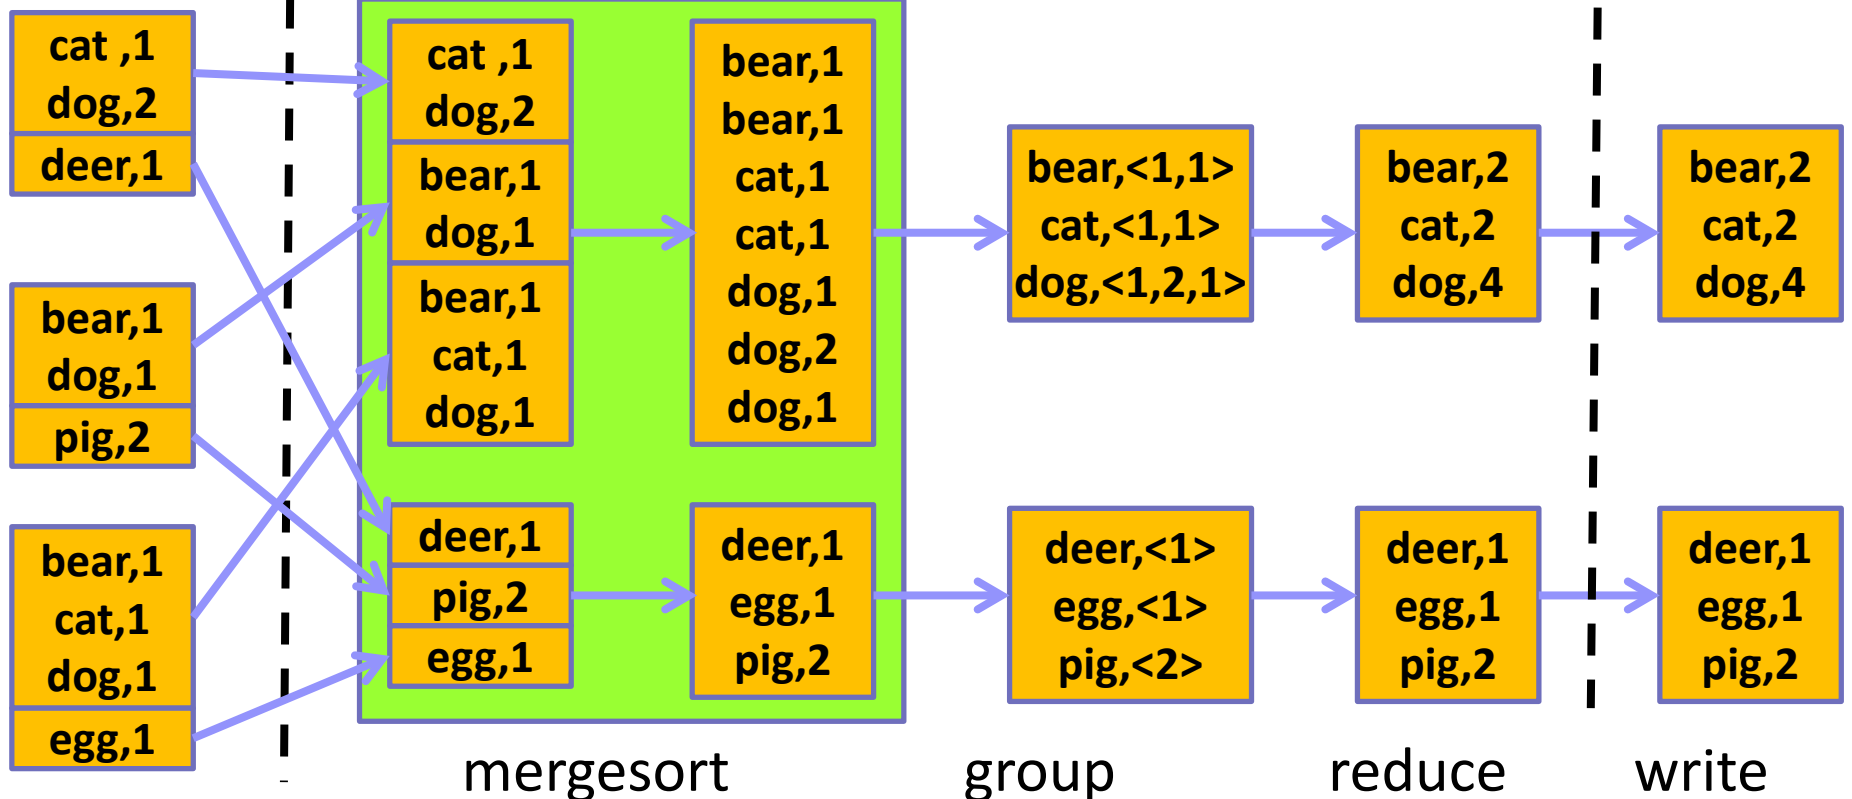 cat ,1
dog,2
deer,1
bear,1
dog,1
pig,2
bear,1
cat,1
dog,1
egg,1
cat ,1
dog,2
bear,1
dog,1
bear,1
cat,1
dog,1
deer,1
pig,2
egg,1
bear,1
bear,1
cat,1
cat,1
dog,1
dog,2
dog,1
deer,1
egg,1
pig,2
bear,<1,1>
cat,<1,1>
dog,<1,2,1>
deer,<1>
egg,<1>
pig,<2>
bear,2
cat,2
dog,4
deer,1
egg,1
pig,2
bear,2
cat,2
dog,4
deer,1
egg,1
pig,2
mergesort
group
reduce
write